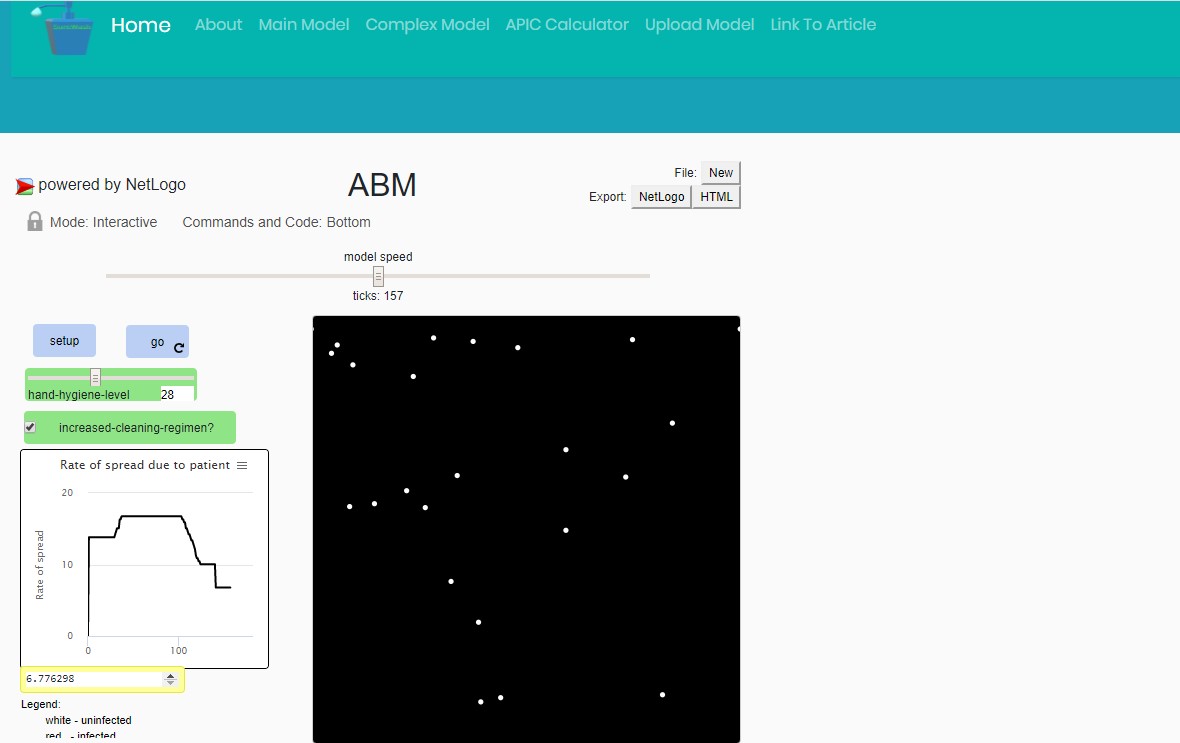 Home About Main Model Complex Model APIC Calculator Upload Model Link To Article
powered by NetLogo
ABM
File: New
Export: NetLogo HTML
Mode: Interactive Commands and Code: Bottom
model speed
ticks: 157
setup go
hand-hygiene-level 28
increased-cleaning-regimen?
Rate of spread due to patient
20
10
0
Rate of spread
0 100
6.776298
Legend:
white - uninfected
red - infected